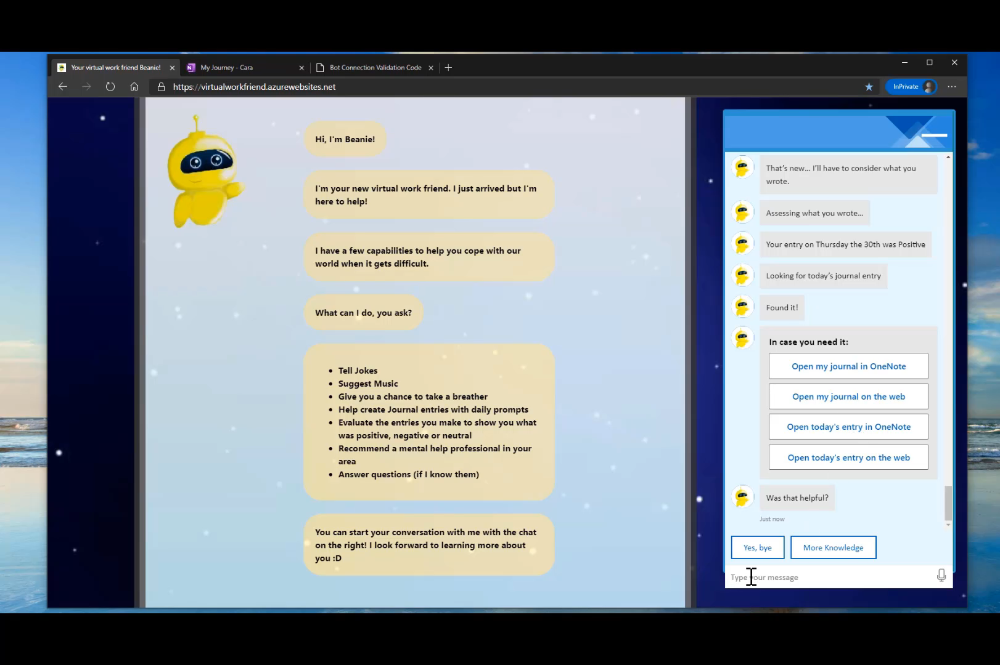 Your virtual work friend Beanie!
My Journey - Cara
Bot Connection Validation Code
https://virtualworkfriend.azurewebsites.net
InPrivate
Hi, I'm Beanie!
I'm your new virtual work friend. I just arrived but I'm
here to help!
I have a few capabilities to help you cope with our
world when it gets difficult.
What can I do, you ask?
• Tell Jokes
• Suggest Music
• Give you a chance to take a breather
• Help create Journal entries with daily prompts
• Evaluate the entries you make to show you what
was positive, negative or neutral
• Recommend a mental help professional in your
area
• Answer questions (if I know them)
You can start your conversation with me with the chat
on the right! I look forward to learning more about
you :D
That’s new... I’ll have to consider what you
wrote.
Assessing what you wrote...
Your entry on Thursday the 30th was Positive
Looking for today’s journal entry
Found it!
In case you need it:
Open my journal in OneNote
Open my journal on the web
Open today's entry in OneNote
Open today's entry on the web
Was that helpful?
Just now
Yes, bye
More Knowledge
Type your message